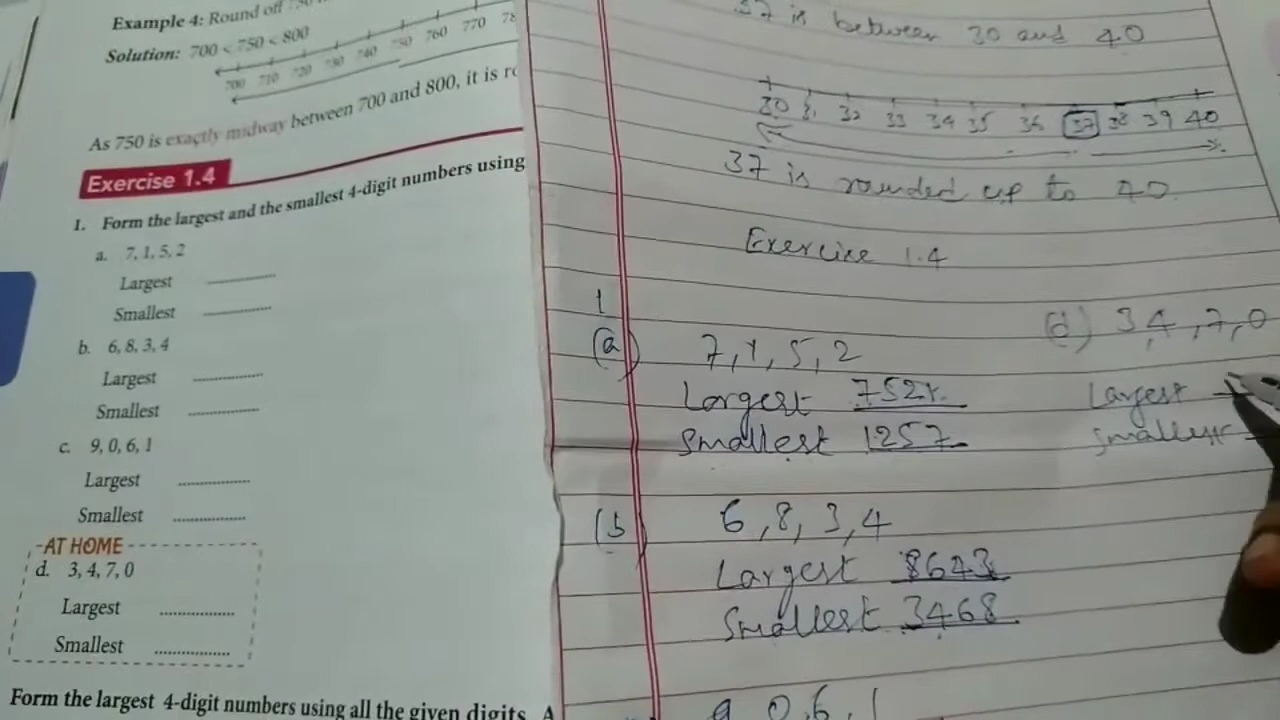 Example 4: Round off 750
Solution: 700 < 750 < 800
700 710 720 730 740 750 760 770 78
As 750 is exactly midway between 700 and 800, it is ro
Exercise 1.4
1. Form the largest and the smallest 4-digit numbers using
a. 7, 1, 5, 2
Largest ............
Smallest ............
b. 6, 8, 3, 4
Largest ............
Smallest ............
c. 9, 0, 6, 1
Largest ............
Smallest ............
AT HOME
d. 3, 4, 7, 0
Largest ............
Smallest ............
Form the largest 4-digit numbers using all the given digits. A
37 is between 30 and 40
30 31 32 33 34 35 36 37 38 39 40
37 is rounded up to 40
Exercise 1.4
1
(a) 7, 1, 5, 2
Largest 7521
Smallest 1257
(b) 6, 8, 3, 4
Largest 8643
Smallest 3468
9, 0, 6, 1
(d) 3, 4, 7, 0
Largest
Smallest